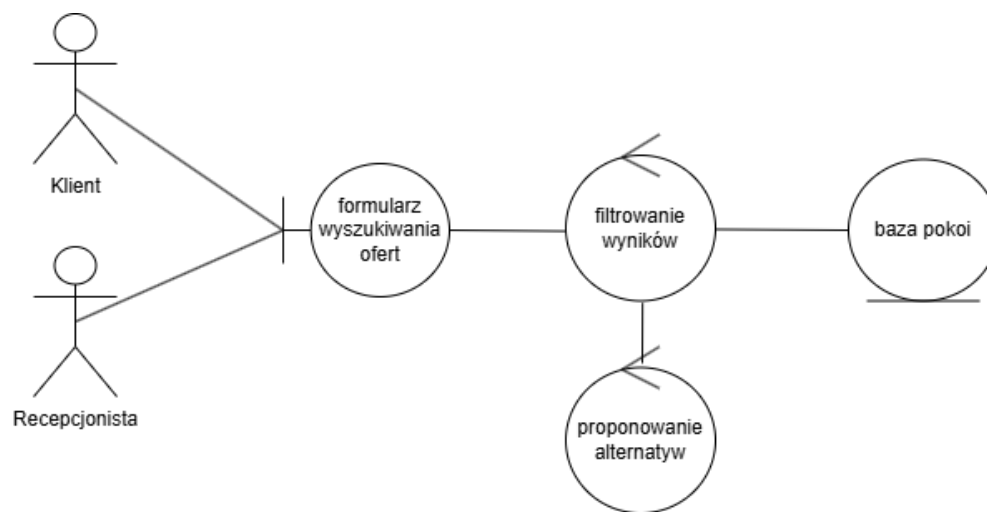 Klient
Recepcjonista
formularz
wyszukiwania
ofert
filtrowanie
wyników
baza pokoi
proponowanie
alternatyw